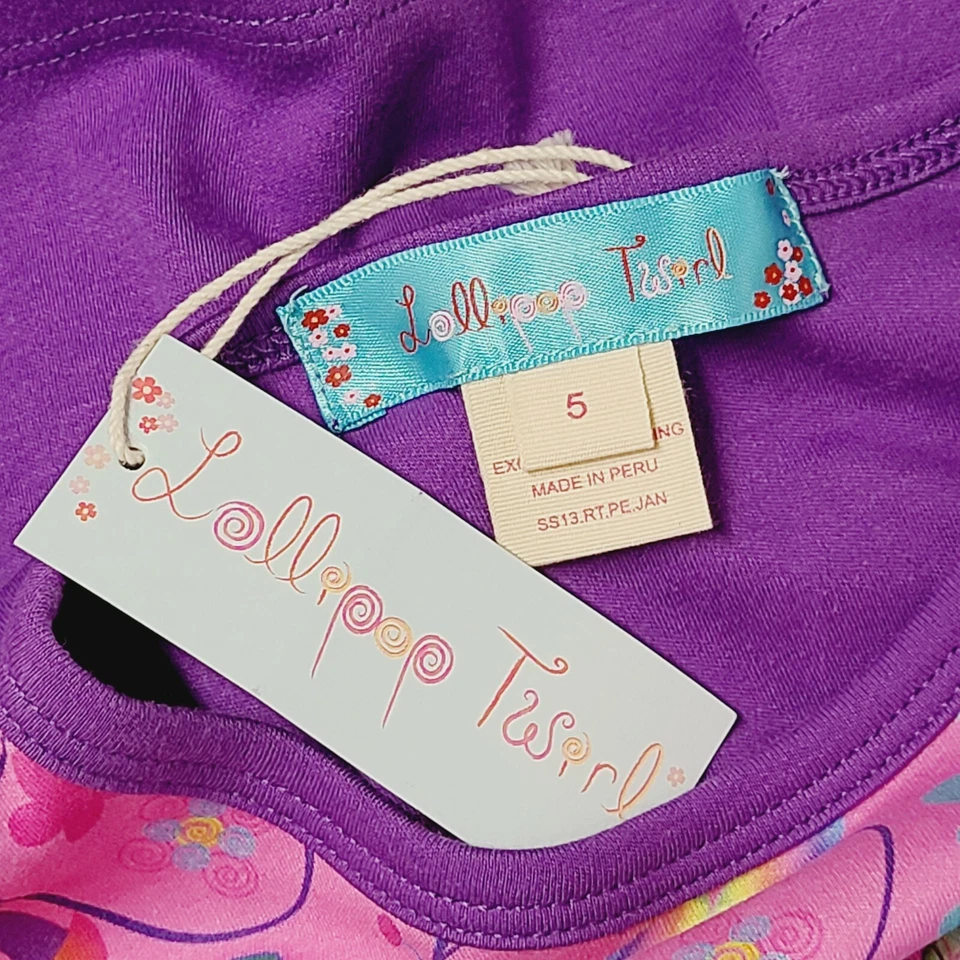 Lollipop Twirl
5
MADE IN PERU
SS13.RT.PE.JAN
Lollipop Twirl